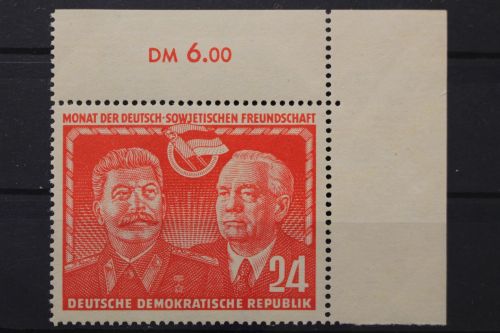 DM 6.00
MONAT DER DEUTSCH-SOWJETISCHEN FREUNDSCHAFT
24
DEUTSCHE DEMOKRATISCHE REPUBLIK